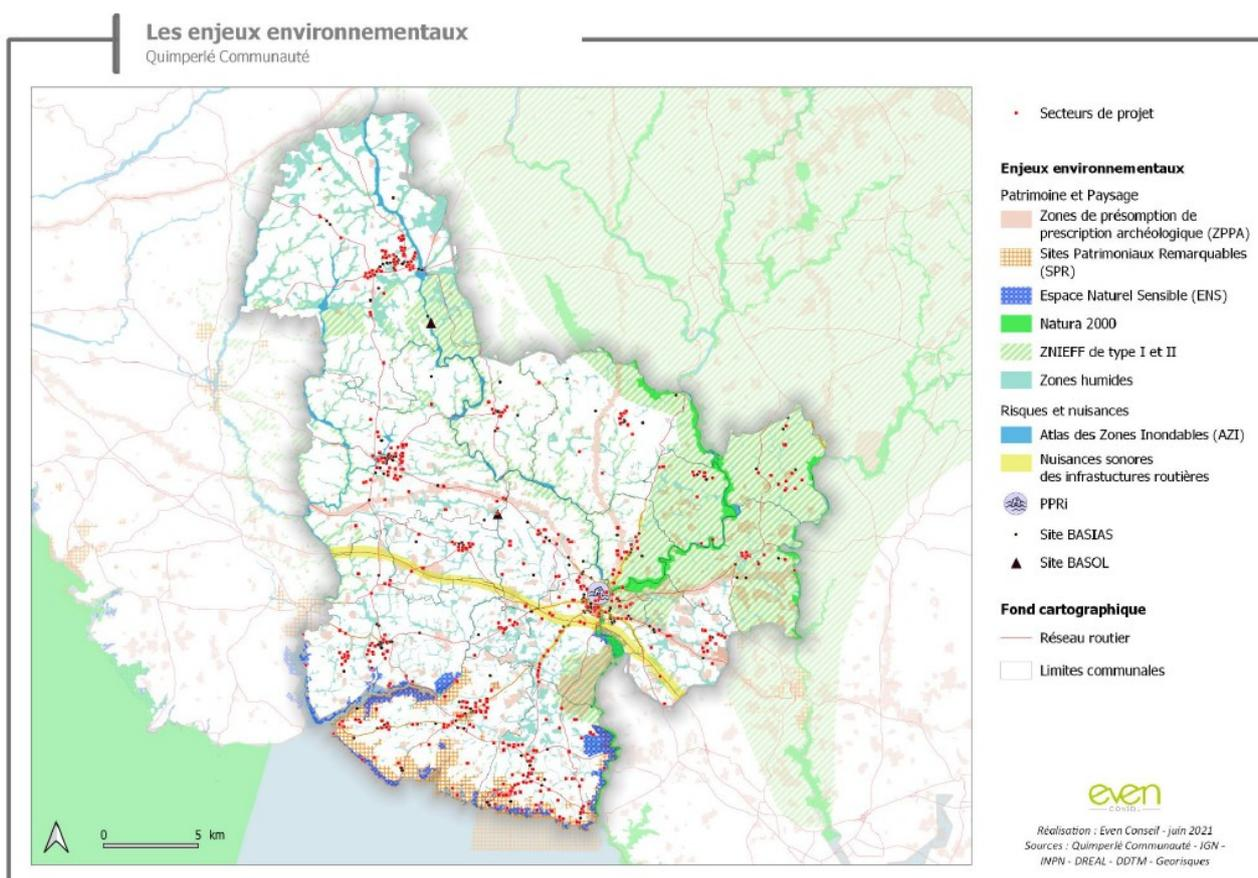 Les enjeux environnementaux
Quimperlé Communauté
Secteurs de projet
Enjeux environnementaux
Patrimoine et Paysage
Zones de présomption de
prescription archéologique (ZPPA)
Sites Patrimoniaux Remarquables
(SPR)
Espace Naturel Sensible (ENS)
Natura 2000
ZNIEFF de type I et II
Zones humides
Risques et nuisances
Atlas des Zones Inondables (AZI)
Nuisances sonores
des infrastuctures routières
PPRi
Site BASIAS
Site BASOL
Fond cartographique
Réseau routier
Limites communales
0 5 km
even
conseil
Réalisation : Even Conseil - juin 2021
Sources : Quimperlé Communauté - IGN -
INPN - DREAL - DDTM - Georisques